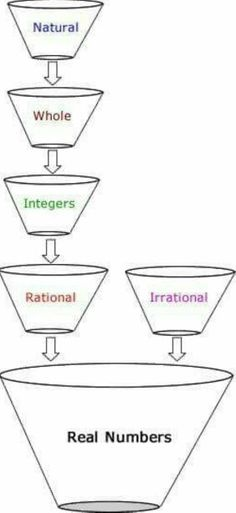 Natural
Whole
Integers
Rational
Irrational
Real Numbers